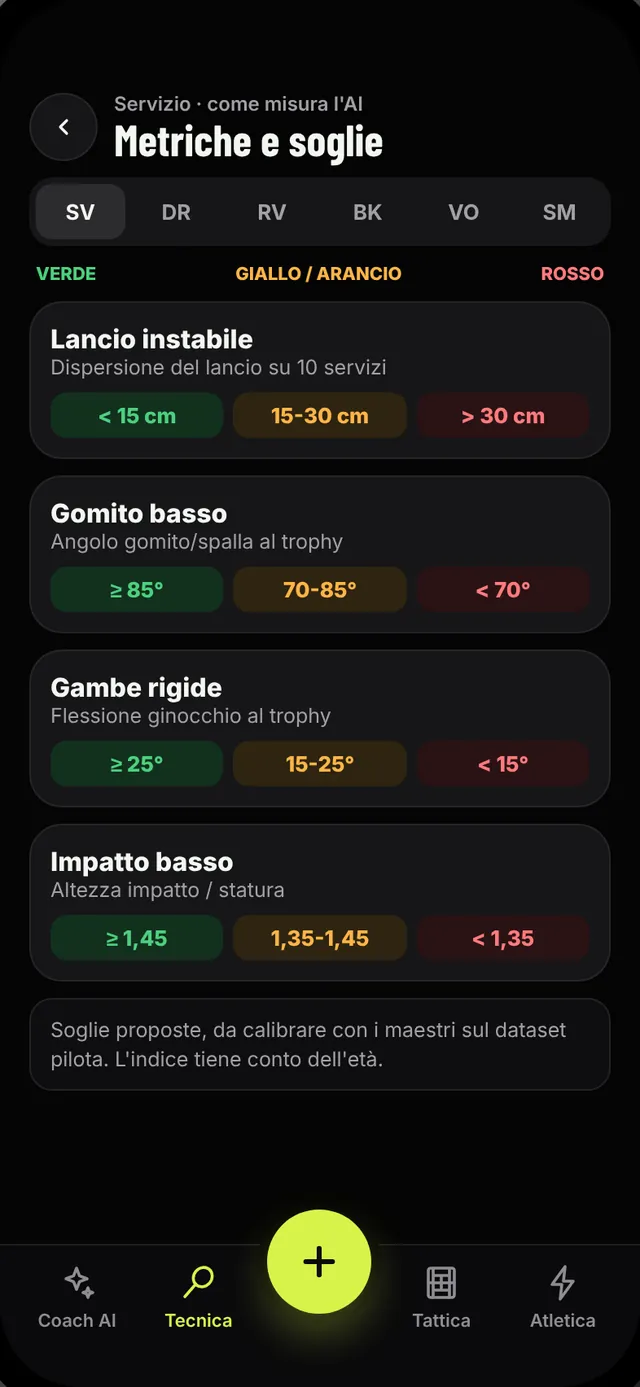 Servizio · come misura l'AI
Metriche e soglie
SV DR RV BK VO SM
VERDE GIALLO / ARANCIO ROSSO
Lancio instabile
Dispersione del lancio su 10 servizi
< 15 cm 15-30 cm > 30 cm
Gomito basso
Angolo gomito/spalla al trophy
≥ 85° 70-85° < 70°
Gambe rigide
Flessione ginocchio al trophy
≥ 25° 15-25° < 15°
Impatto basso
Altezza impatto / statura
≥ 1,45 1,35-1,45 < 1,35
Soglie proposte, da calibrare con i maestri sul dataset
pilota. L'indice tiene conto dell'età.
Coach AI Tecnica Tattica Atletica